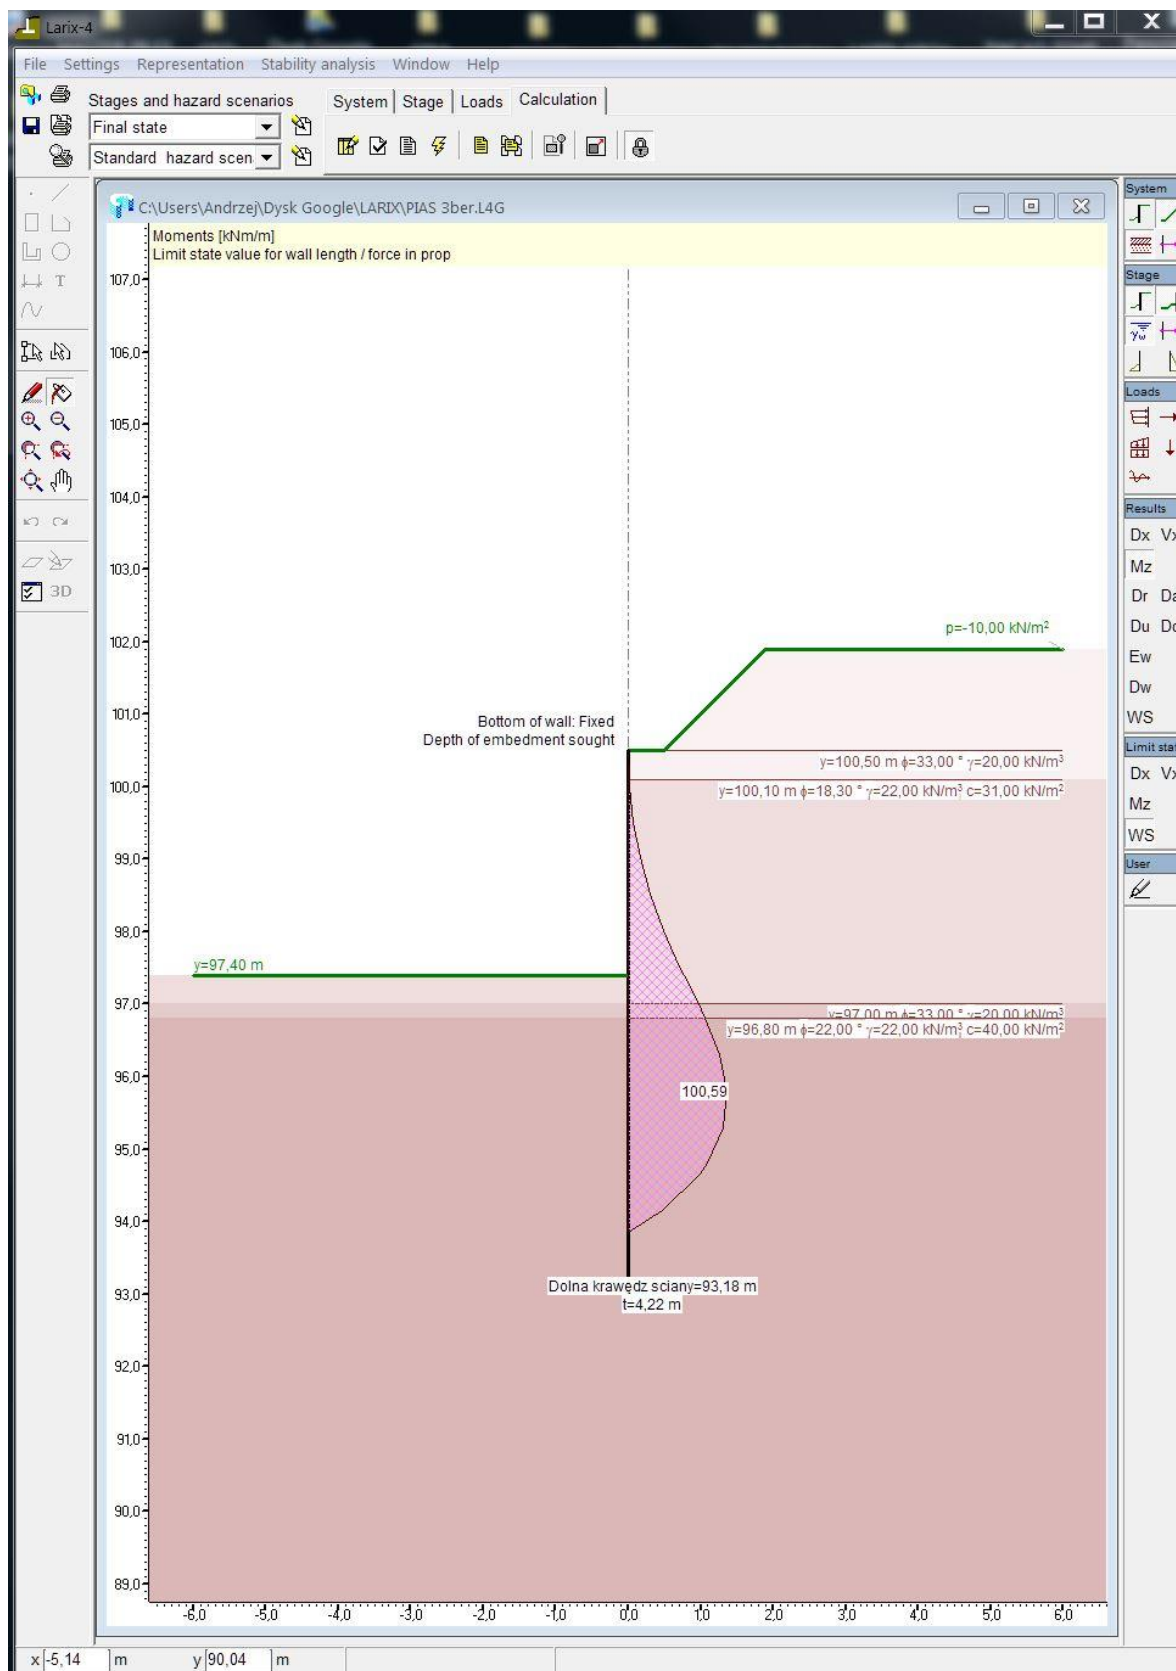 Larix-4
File Settings Representation Stability analysis Window Help
Stages and hazard scenarios
System Stage Loads Calculation
Final state
Standard hazard scen
C:\Users\Andrzej\Dysk Google\LARIX\PIAS 3ber.L4G
Moments [kNm/m]
Limit state value for wall length / force in prop
107,0
106,0
105,0
104,0
103,0
102,0
101,0
100,0
99,0
98,0
97,0
96,0
95,0
94,0
93,0
92,0
91,0
90,0
89,0
p=-10,00 kN/m²
Bottom of wall: Fixed
Depth of embedment sought
y=100,50 m ϕ=33,00 ° γ=20,00 kN/m³
y=100,10 m ϕ=18,30 ° γ=22,00 kN/m³ c=31,00 kN/m²
y=97,40 m
y=97,00 m ϕ=33,00 ° γ=20,00 kN/m³
y=96,80 m ϕ=22,00 ° γ=22,00 kN/m³ c=40,00 kN/m²
100,59
Dolna krawędz sciany=93,18 m
t=4,22 m
-6,0 -5,0 -4,0 -3,0 -2,0 -1,0 0,0 1,0 2,0 3,0 4,0 5,0 6,0
T
3D
System
Stage
γw
Loads
Results
Dx Vx
Mz
Dr Da
Du
Ew
Dw
WS
Limit stat
Dx Vx
Mz
WS
User
x -5,14 m y 90,04 m